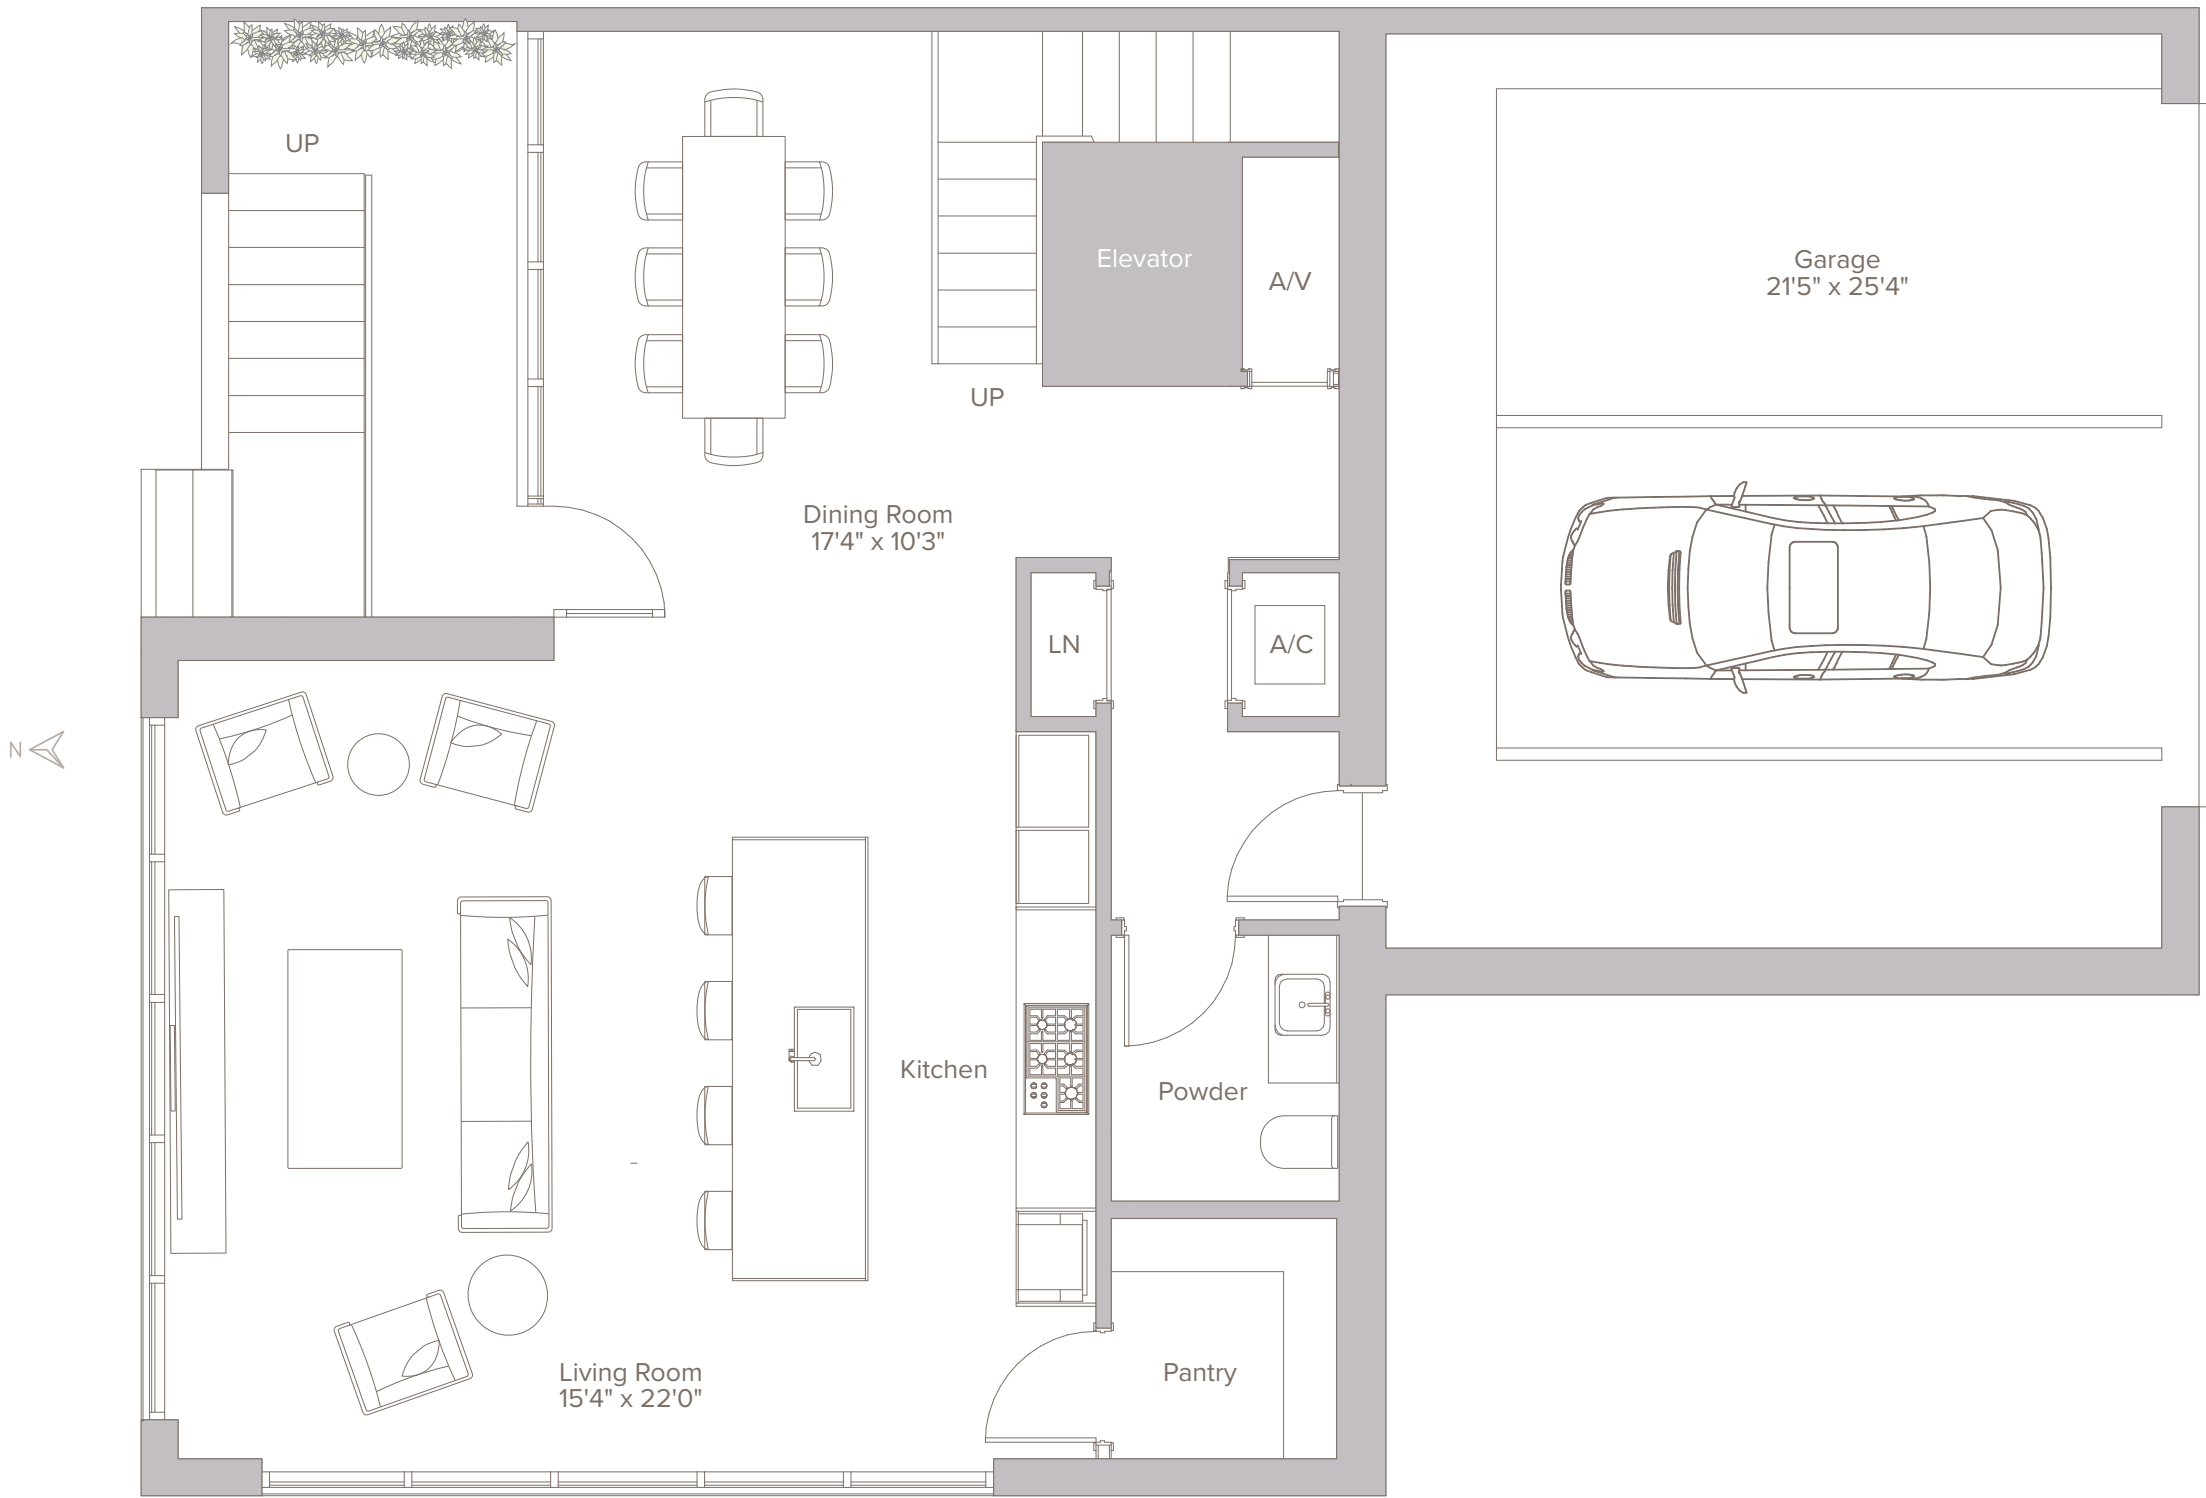 UP
Elevator
A/V
Garage
21'5" x 25'4"
UP
Dining Room
17'4" x 10'3"
LN
A/C
N
Kitchen
Powder
Living Room
15'4" x 22'0"
Pantry